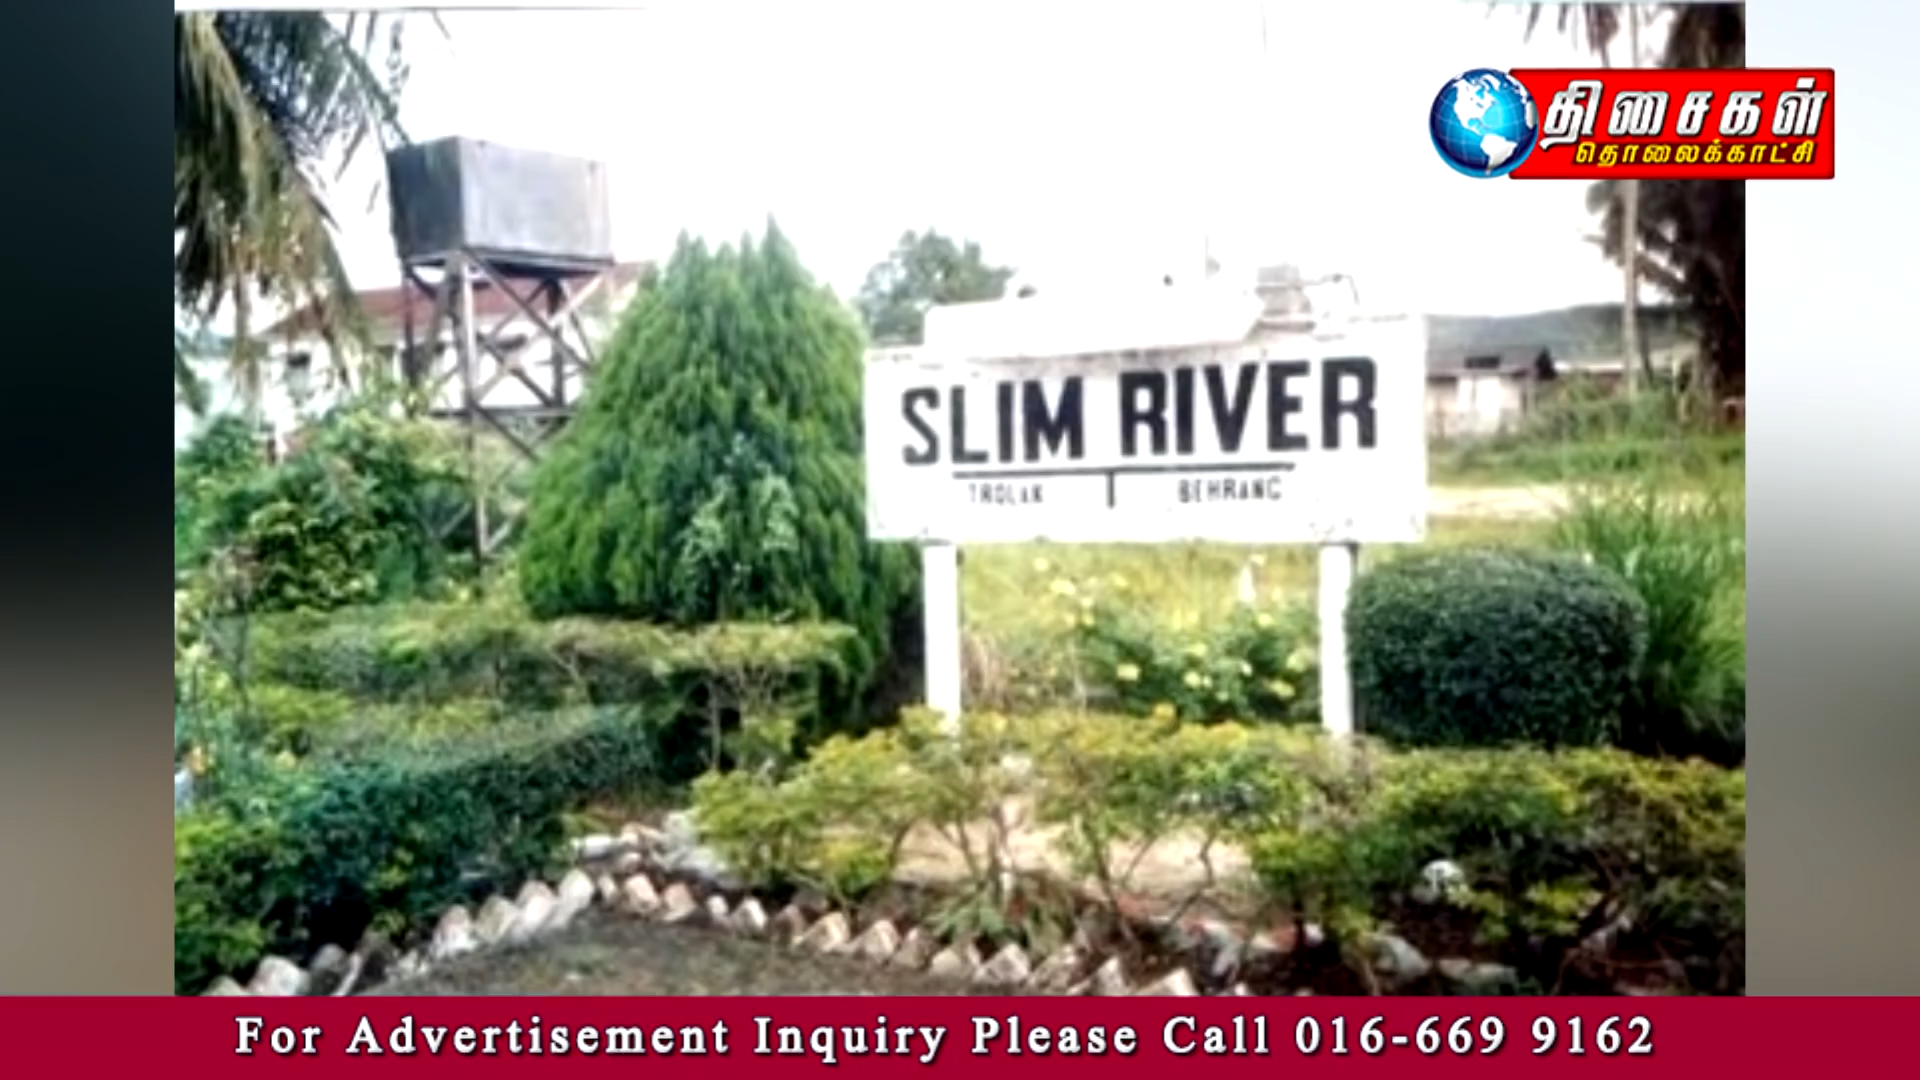 திசைகள்
தொலைக்காட்சி
SLIM RIVER
TROLAK BEHRANG
For Advertisement Inquiry Please Call 016-669 9162